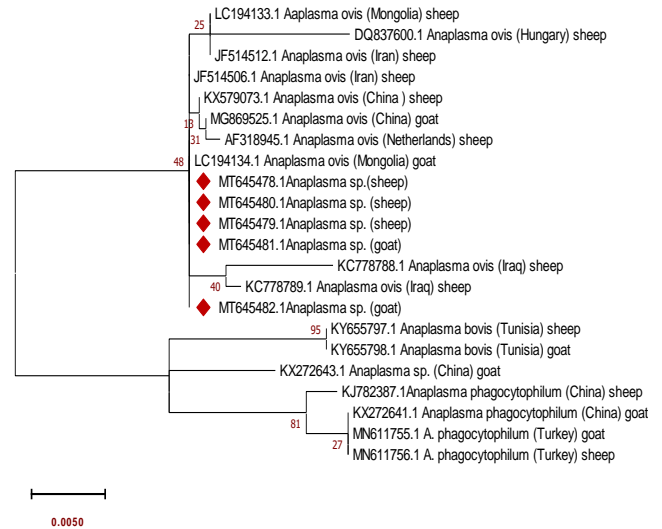 LC194133.1 Aaplasma ovis (Mongolia) sheep
25
DQ837600.1 Anaplasma ovis (Hungary) sheep
JF514512.1 Anaplasma ovis (Iran) sheep
JF514506.1 Anaplasma ovis (Iran) sheep
KX579073.1 Anaplasma ovis (China ) sheep
MG869525.1 Anaplasma ovis (China) goat
13
31
AF318945.1 Anaplasma ovis (Netherlands) sheep
48
LC194134.1 Anaplasma ovis (Mongolia) goat
MT645478.1Anaplasma sp.(sheep)
MT645480.1Anaplasma sp. (sheep)
MT645479.1Anaplasma sp. (sheep)
MT645481.1Anaplasma sp. (goat)
KC778788.1 Anaplasma ovis (Iraq) sheep
40
KC778789.1 Anaplasma ovis (Iraq) sheep
MT645482.1Anaplasma sp. (goat)
95
KY655797.1 Anaplasma bovis (Tunisia) sheep
KY655798.1 Anaplasma bovis (Tunisia) goat
KX272643.1 Anaplasma sp. (China) goat
KJ782387.1Anaplasma phagocytophilum (China) sheep
81
KX272641.1 Anaplasma phagocytophilum (China) goat
MN611755.1 A. phagocytophilum (Turkey) goat
27
MN611756.1 A. phagocytophilum (Turkey) sheep
0.0050